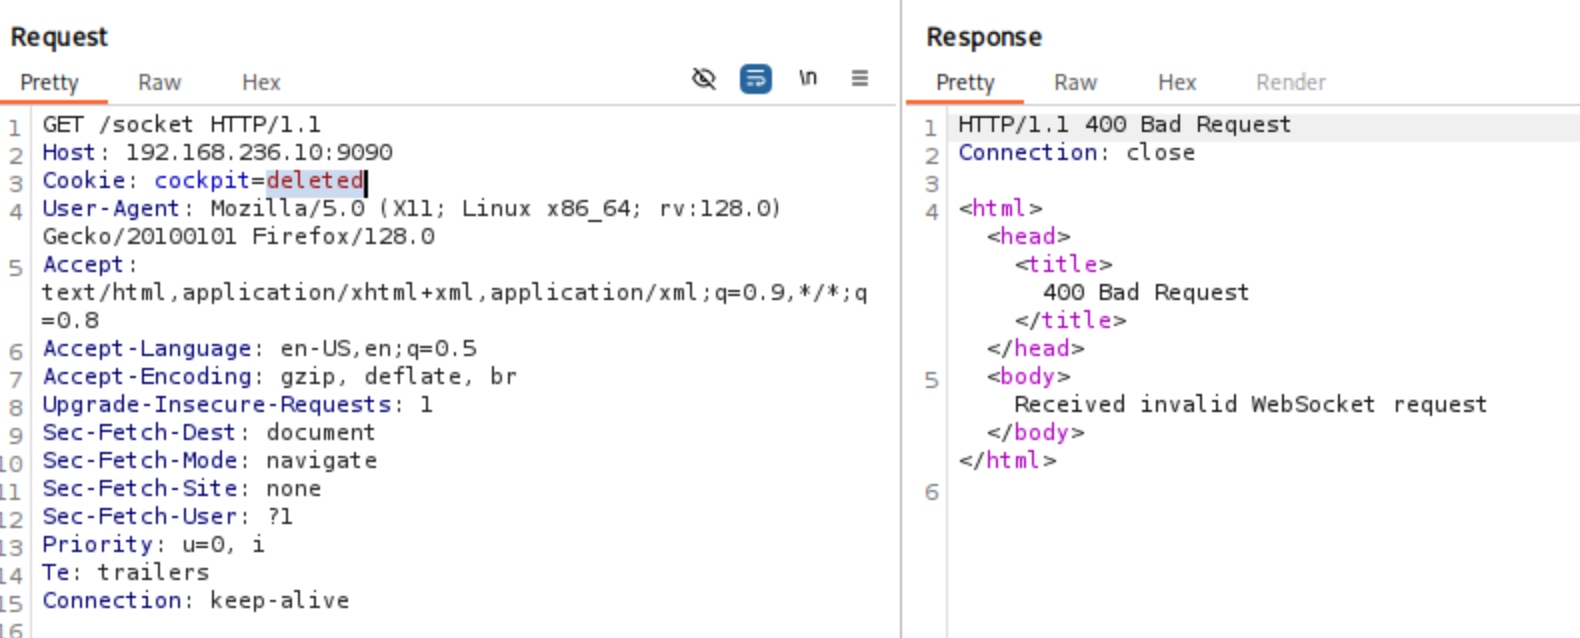 Request
Pretty Raw Hex \n
1 GET /socket HTTP/1.1
2 Host: 192.168.236.10:9090
3 Cookie: cockpit=deleted
4 User-Agent: Mozilla/5.0 (X11; Linux x86_64; rv:128.0)
Gecko/20100101 Firefox/128.0
5 Accept:
text/html,application/xhtml+xml,application/xml;q=0.9,*/*;q
=0.8
6 Accept-Language: en-US,en;q=0.5
7 Accept-Encoding: gzip, deflate, br
8 Upgrade-Insecure-Requests: 1
9 Sec-Fetch-Dest: document
10 Sec-Fetch-Mode: navigate
11 Sec-Fetch-Site: none
12 Sec-Fetch-User: ?1
13 Priority: u=0, i
14 Te: trailers
15 Connection: keep-alive
16
Response
Pretty Raw Hex Render
1 HTTP/1.1 400 Bad Request
2 Connection: close
3
4 <html>
<head>
<title>
400 Bad Request
</title>
</head>
5 <body>
Received invalid WebSocket request
</body>
</html>
6